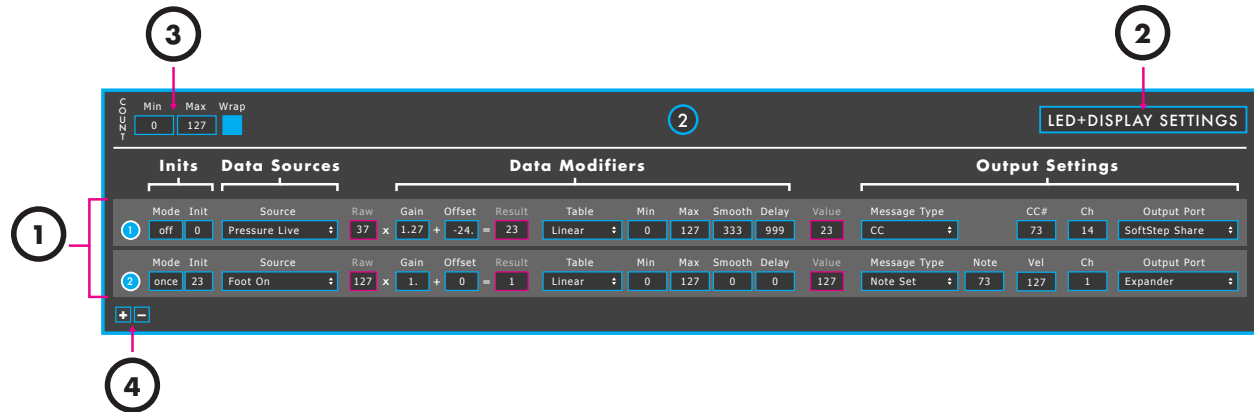 3
2
COUNT
Min Max Wrap
0 127
2
LED+DISPLAY SETTINGS
Inits Data Sources Data Modifiers Output Settings
1
Mode Init Source Raw Gain Offset Result Table Min Max Smooth Delay Value Message Type CC# Ch Output Port
1 off 0 Pressure Live 37 x 1.27 + -24. = 23 Linear 0 127 333 999 23 CC 73 14 SoftStep Share
Mode Init Source Raw Gain Offset Result Table Min Max Smooth Delay Value Message Type Note Vel Ch Output Port
2 once 23 Foot On 127 x 1. + 0 = 1 Linear 0 127 0 0 127 Note Set 73 127 1 Expander
+ −
4